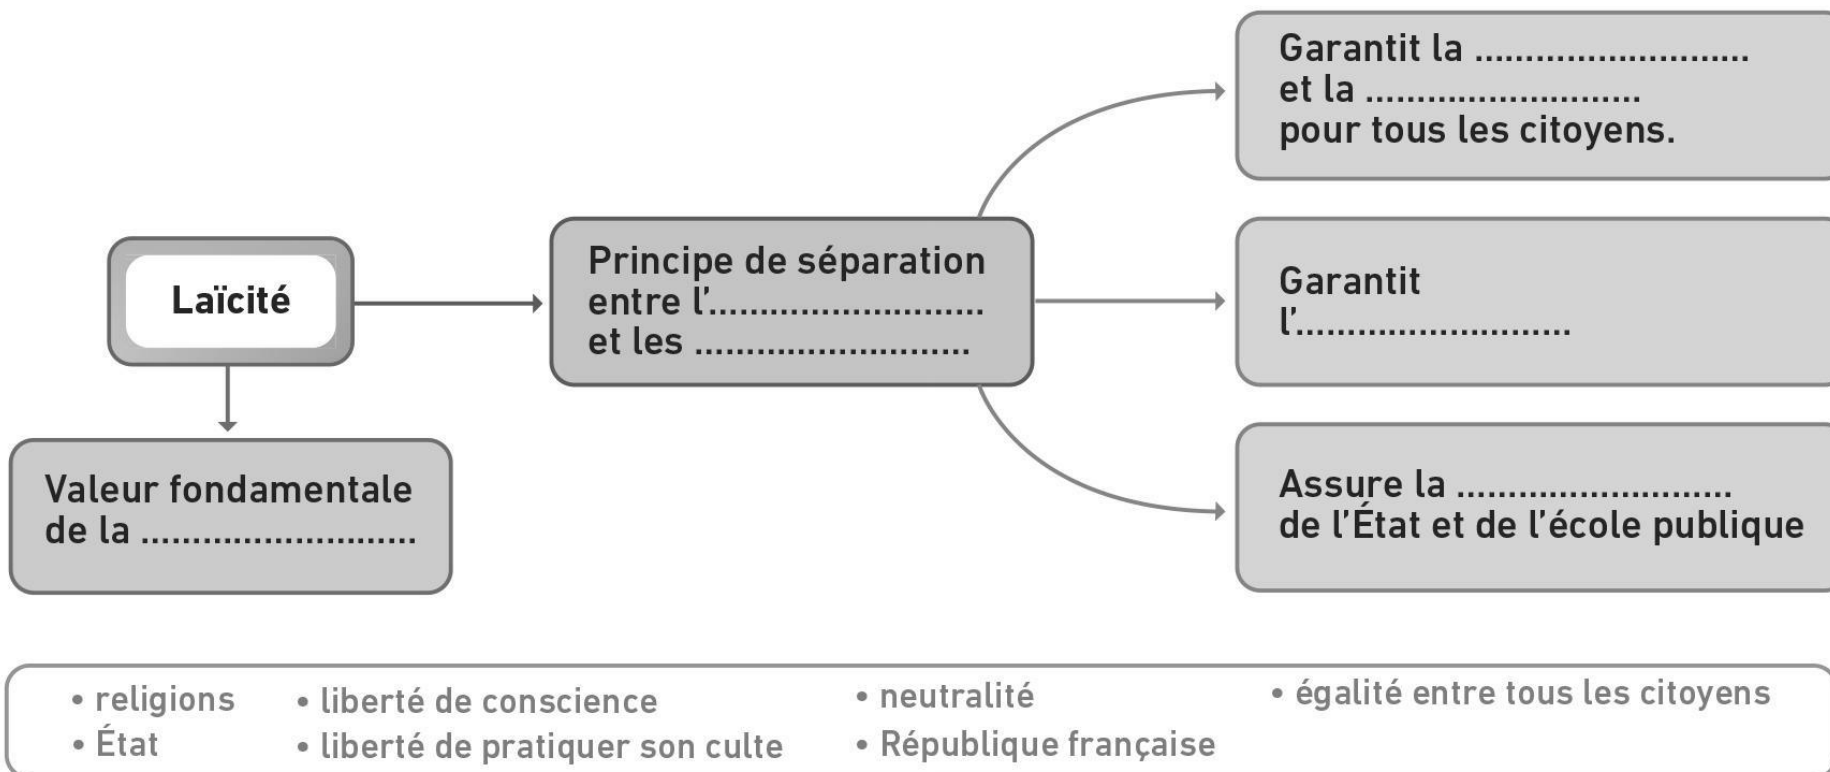 Laïcité
Valeur fondamentale
de la ...........................
Principe de séparation
entre l'...........................
et les ...........................
Garantit la ...........................
et la ...........................
pour tous les citoyens.
Garantit
l'...........................
Assure la ...........................
de l'État et de l'école publique
• religions
• État
• liberté de conscience
• liberté de pratiquer son culte
• neutralité
• République française
• égalité entre tous les citoyens